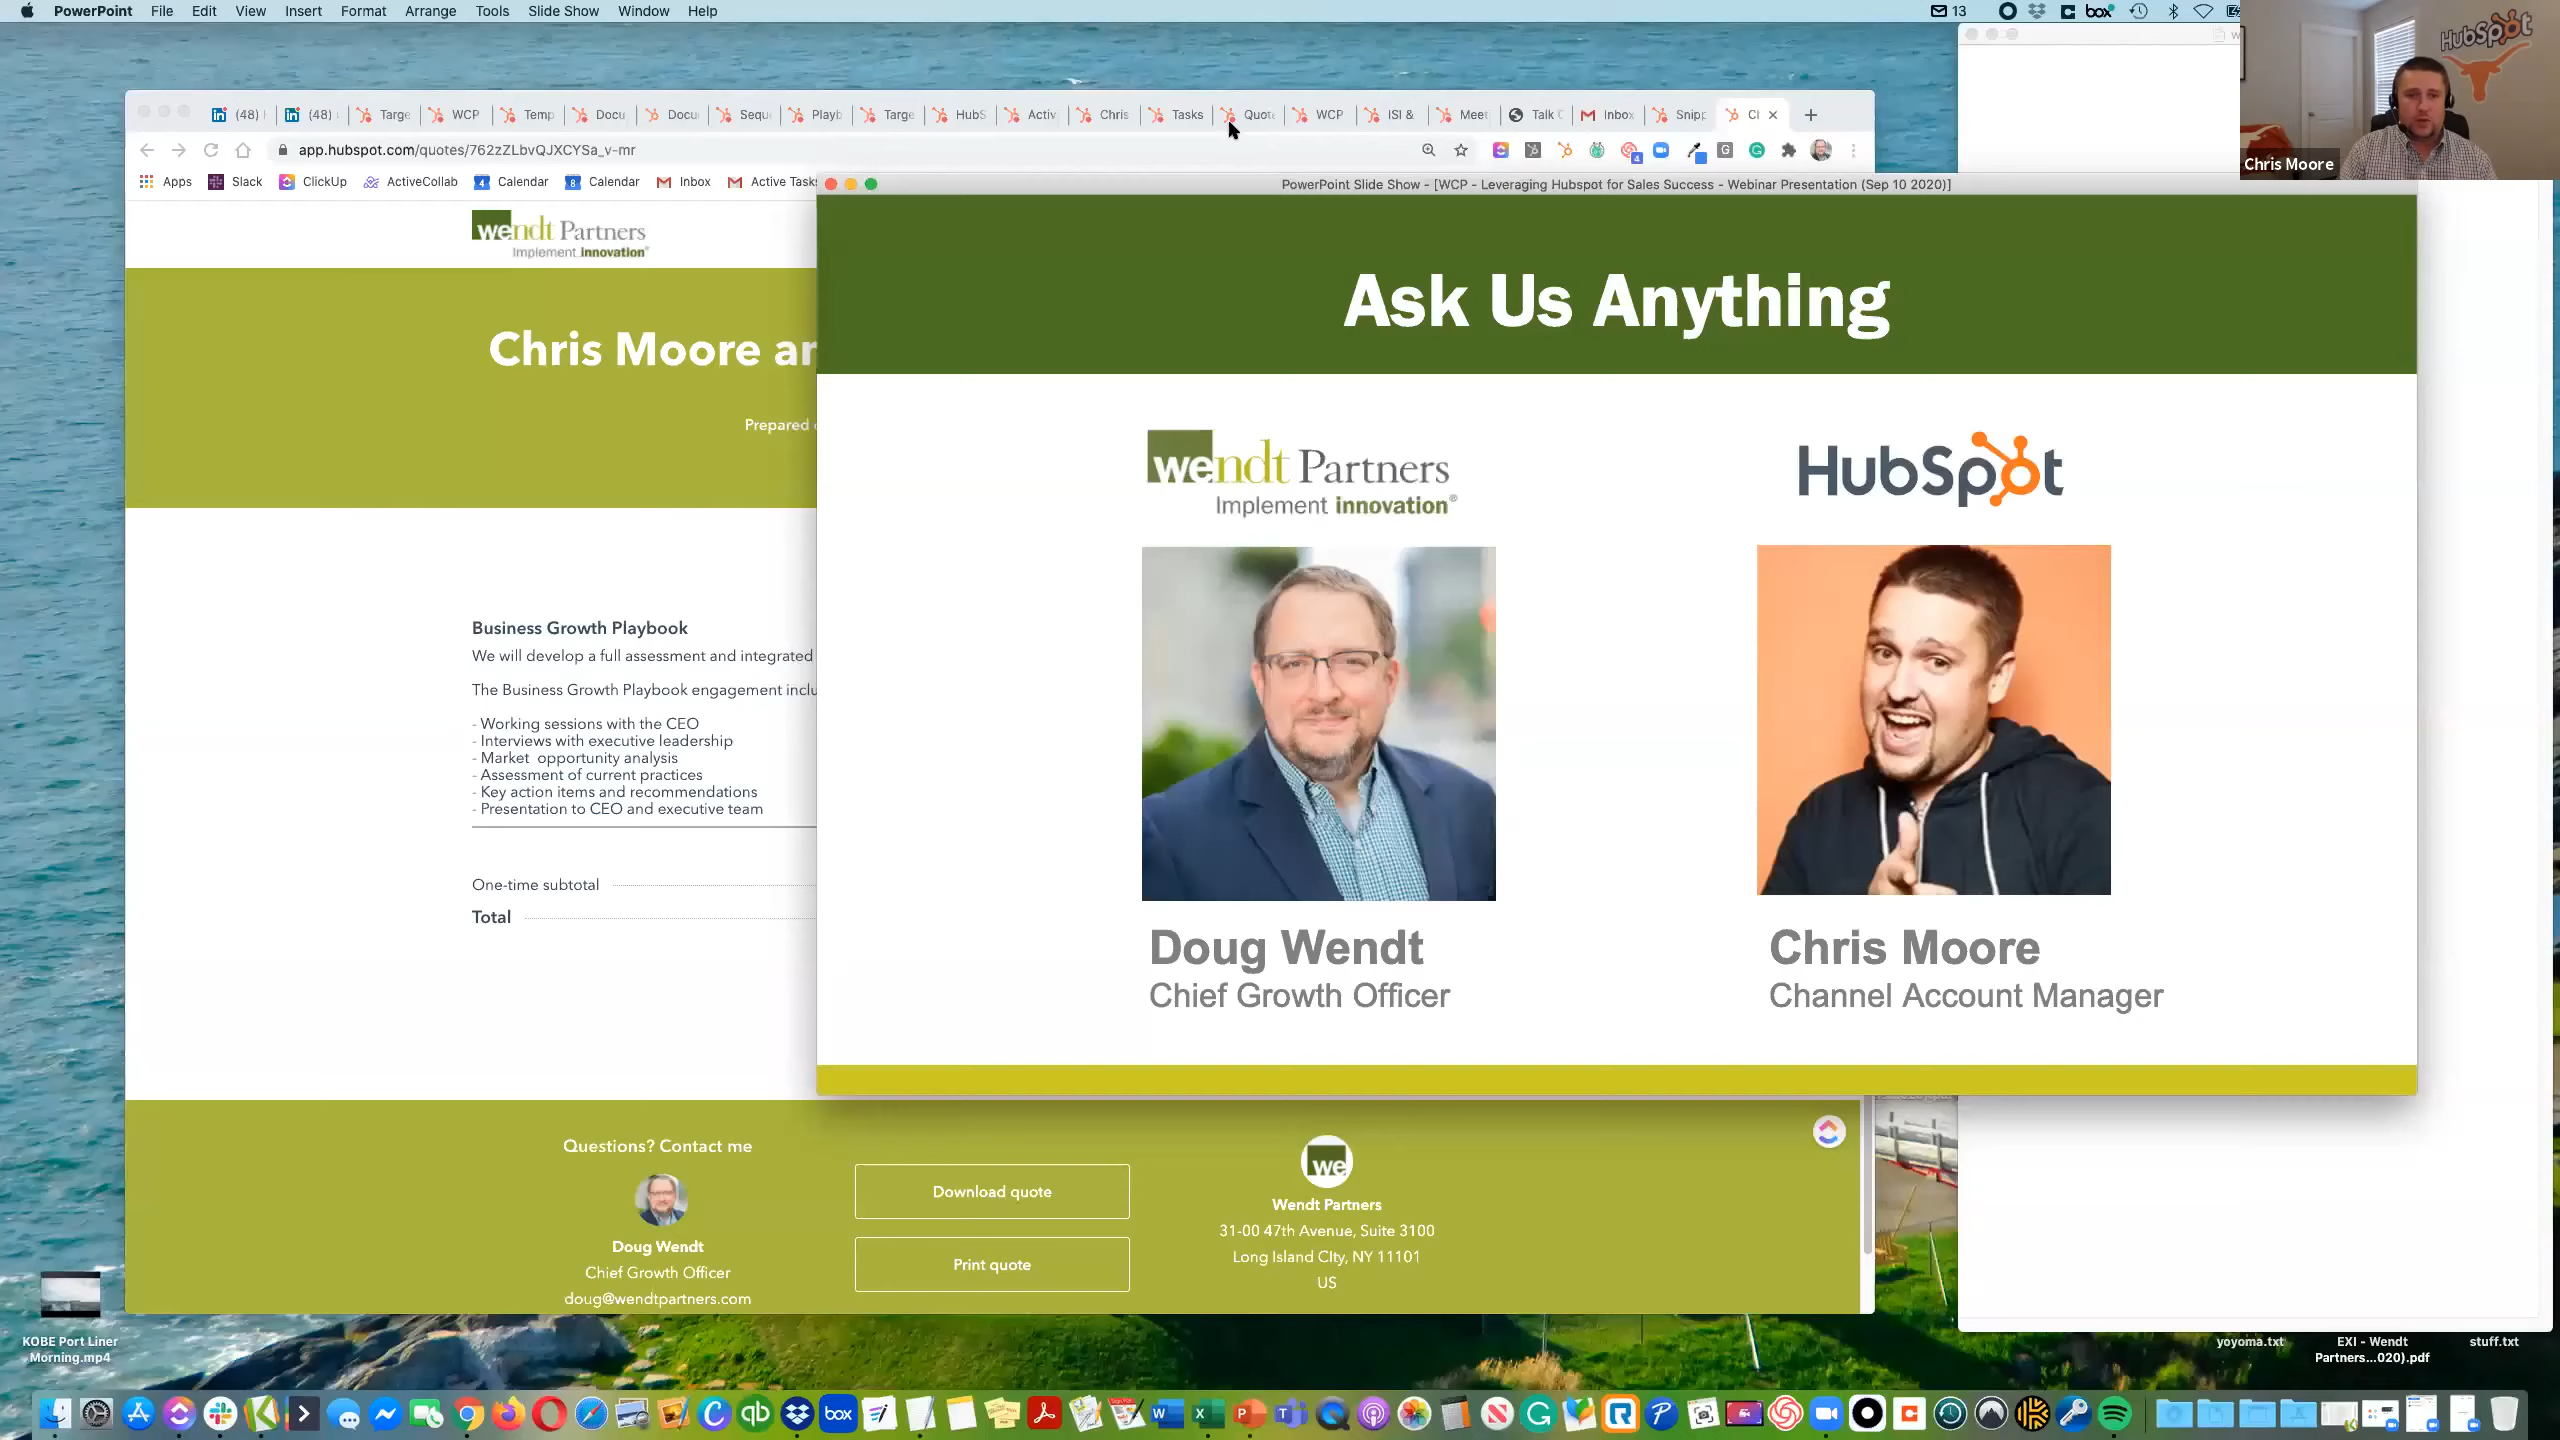 PowerPoint File Edit View Insert Format Arrange Tools Slide Show Window Help
13
box
HubSpot
Chris Moore
(48) (48) Targe WCP Temp Docu Docu Sequ Playb Targe HubS Activ Chris Tasks Quot WCP ISI & Meet Talk C Inbox Snipp Cl
app.hubspot.com/quotes/762zZLbvQJXCYSa_v-mr
Apps Slack ClickUp ActiveCollab Calendar Calendar Inbox Active Task
PowerPoint Slide Show - [WCP - Leveraging Hubspot for Sales Success - Webinar Presentation (Sep 10 2020)]
wendt Partners
Implement innovation®
Chris Moore ar
Prepared
Business Growth Playbook
We will develop a full assessment and integrated
The Business Growth Playbook engagement inclu
- Working sessions with the CEO
- Interviews with executive leadership
- Market opportunity analysis
- Assessment of current practices
- Key action items and recommendations
- Presentation to CEO and executive team
One-time subtotal
Total
Ask Us Anything
wendt Partners
Implement innovation®
HubSpot
Doug Wendt
Chief Growth Officer
Chris Moore
Channel Account Manager
Questions? Contact me
Doug Wendt
Chief Growth Officer
doug@wendtpartners.com
Download quote
Print quote
we
Wendt Partners
31-00 47th Avenue, Suite 3100
Long Island CIty, NY 11101
US
KOBE Port Liner
Morning.mp4
yoyoma.txt
EXI - Wendt
Partners...020).pdf
stuff.txt
qb
box